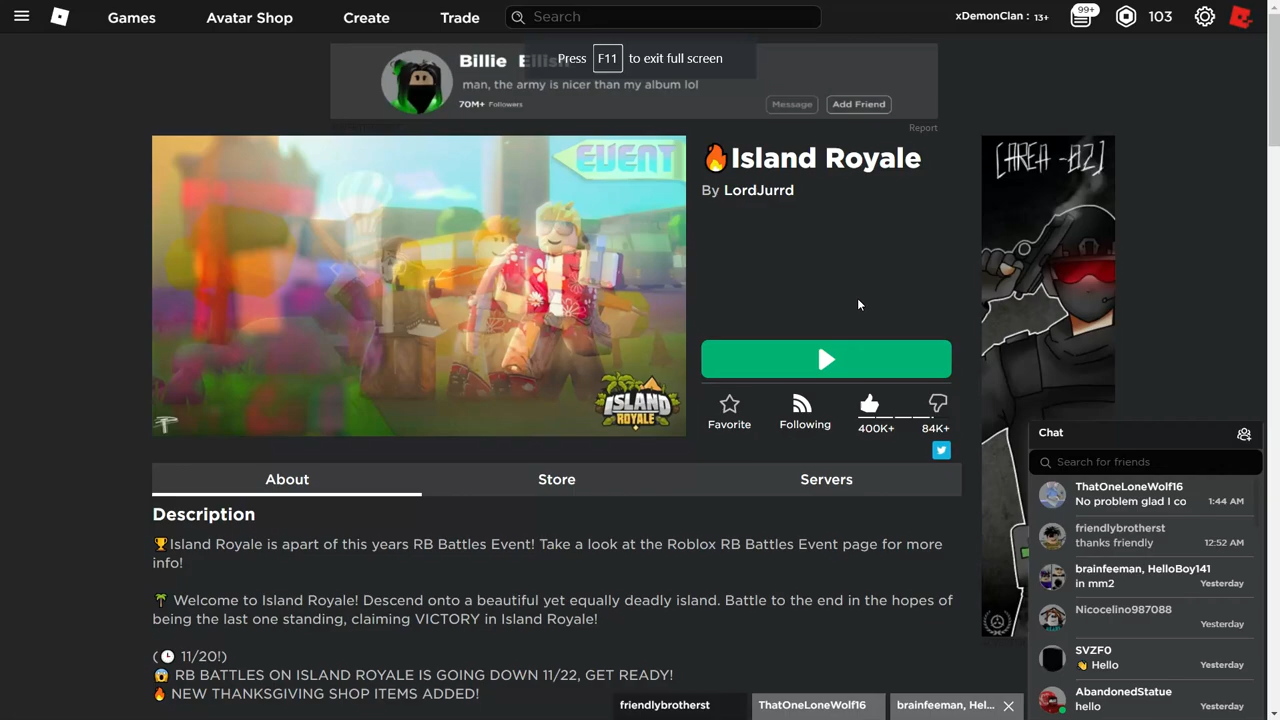 Games
Avatar Shop
Create
Trade
Search
xDemonClan : 13+
99+
103
Press F11 to exit full screen
Billie
man, the army is nicer than my album lol
70M+ Followers
Message
Add Friend
Report
EVENT
ISLAND
ROYALE
🔥Island Royale
By LordJurrd
[AREA -02]
Favorite
Following
400K+
84K+
About
Store
Servers
Description
🏆Island Royale is apart of this years RB Battles Event! Take a look at the Roblox RB Battles Event page for more
info!
🌴 Welcome to Island Royale! Descend onto a beautiful yet equally deadly island. Battle to the end in the hopes of
being the last one standing, claiming VICTORY in Island Royale!
(🕒 11/20!)
😱 RB BATTLES ON ISLAND ROYALE IS GOING DOWN 11/22, GET READY!
🔥 NEW THANKSGIVING SHOP ITEMS ADDED!
Chat
Search for friends
ThatOneLoneWolf16
No problem glad I co 1:44 AM
friendlybrotherst
thanks friendly 12:52 AM
brainfeeman, HelloBoy141
in mm2 Yesterday
Nicocelino987088
Yesterday
SVZF0
👋 Hello Yesterday
AbandonedStatue
hello Yesterday
friendlybrotherst
ThatOneLoneWolf16
brainfeeman, Hel...